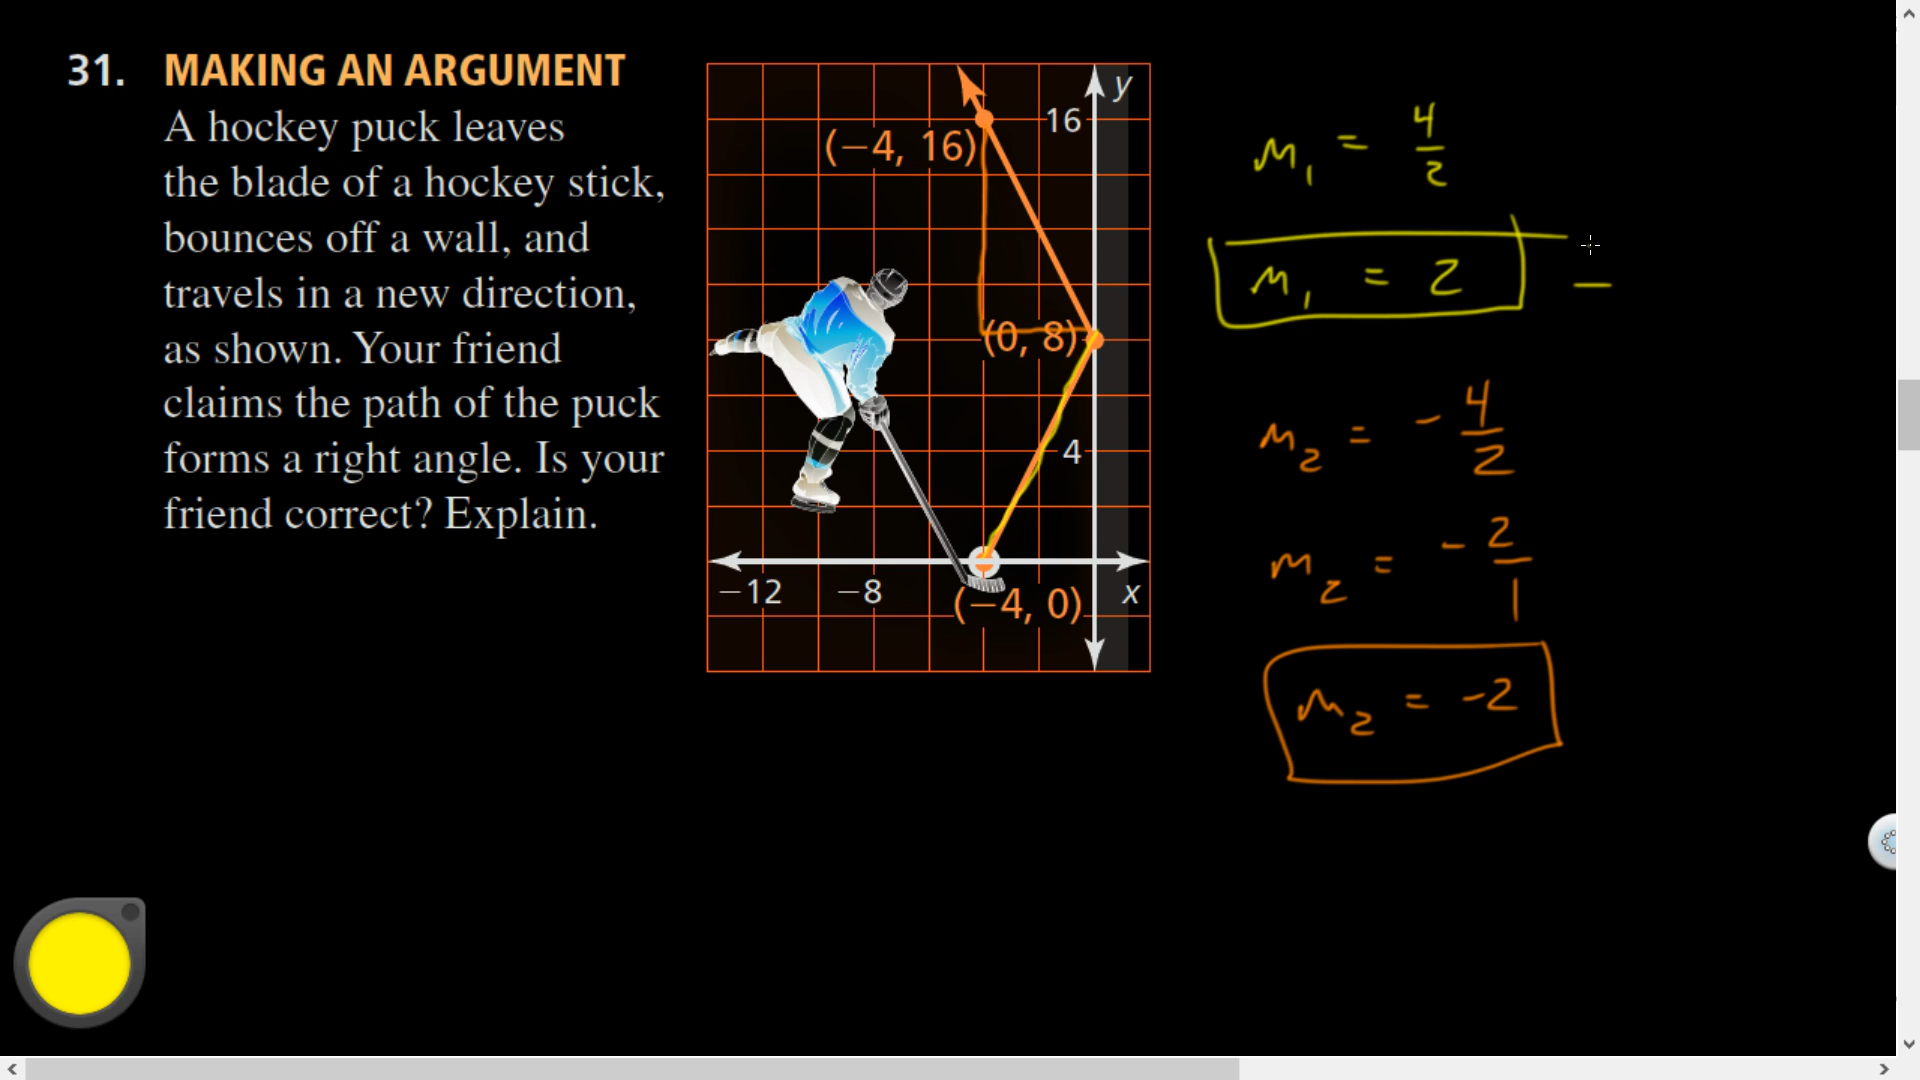 31. MAKING AN ARGUMENT
A hockey puck leaves
the blade of a hockey stick,
bounces off a wall, and
travels in a new direction,
as shown. Your friend
claims the path of the puck
forms a right angle. Is your
friend correct? Explain.
y
16
(−4, 16)
(0, 8)
4
−12
−8
(−4, 0)
x
m₁ = 4/2
m₁ = 2 −
m₂ = - 4/2
m₂ = - 2/1
m₂ = -2